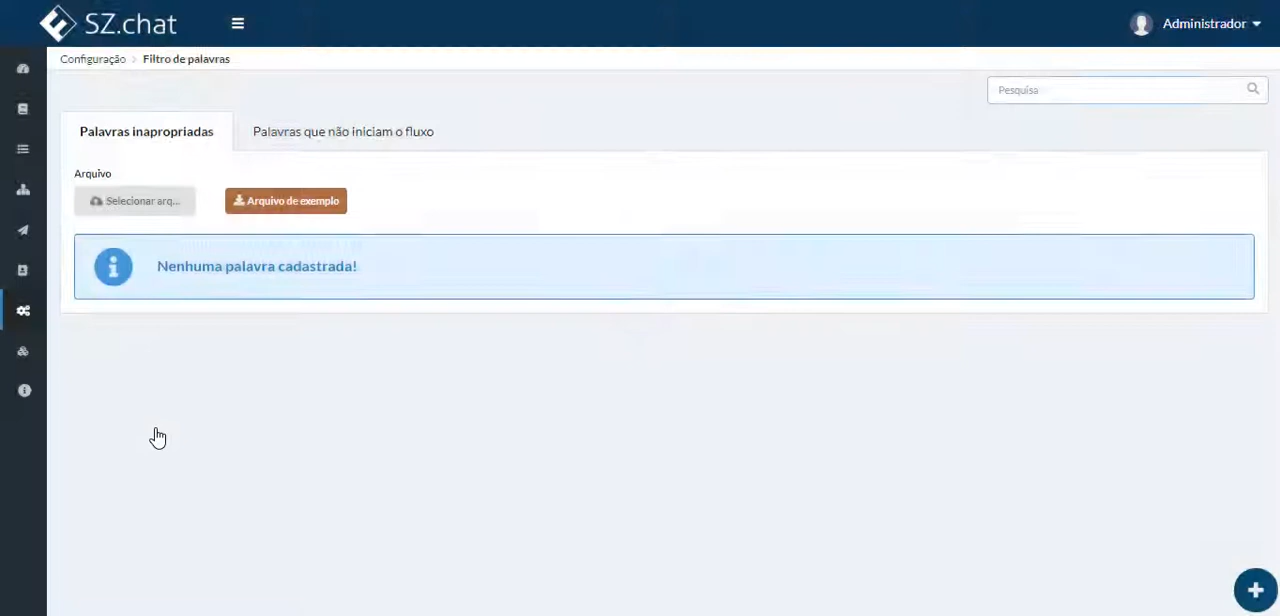 SZ.chat
Administrador
Configuração > Filtro de palavras
Pesquisa
Palavras inapropriadas
Palavras que não iniciam o fluxo
Arquivo
Selecionar arq...
Arquivo de exemplo
Nenhuma palavra cadastrada!